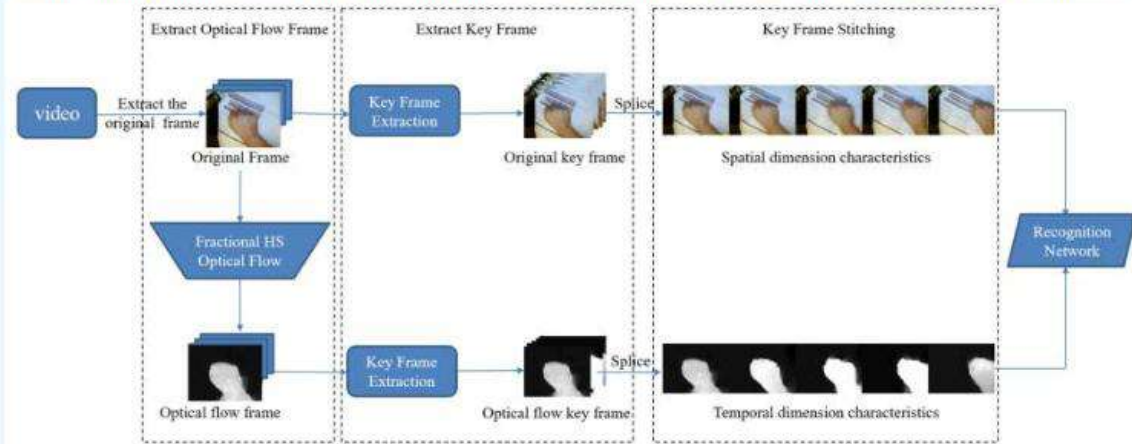 Extract Optical Flow Frame
Extract Key Frame
Key Frame Stitching
video
Extract the
original frame
Original Frame
Key Frame
Extraction
Original key frame
Splice
Spatial dimension characteristics
Fractional HS
Optical Flow
Recognition
Network
Optical flow frame
Key Frame
Extraction
Optical flow key frame
Splice
Temporal dimension characteristics